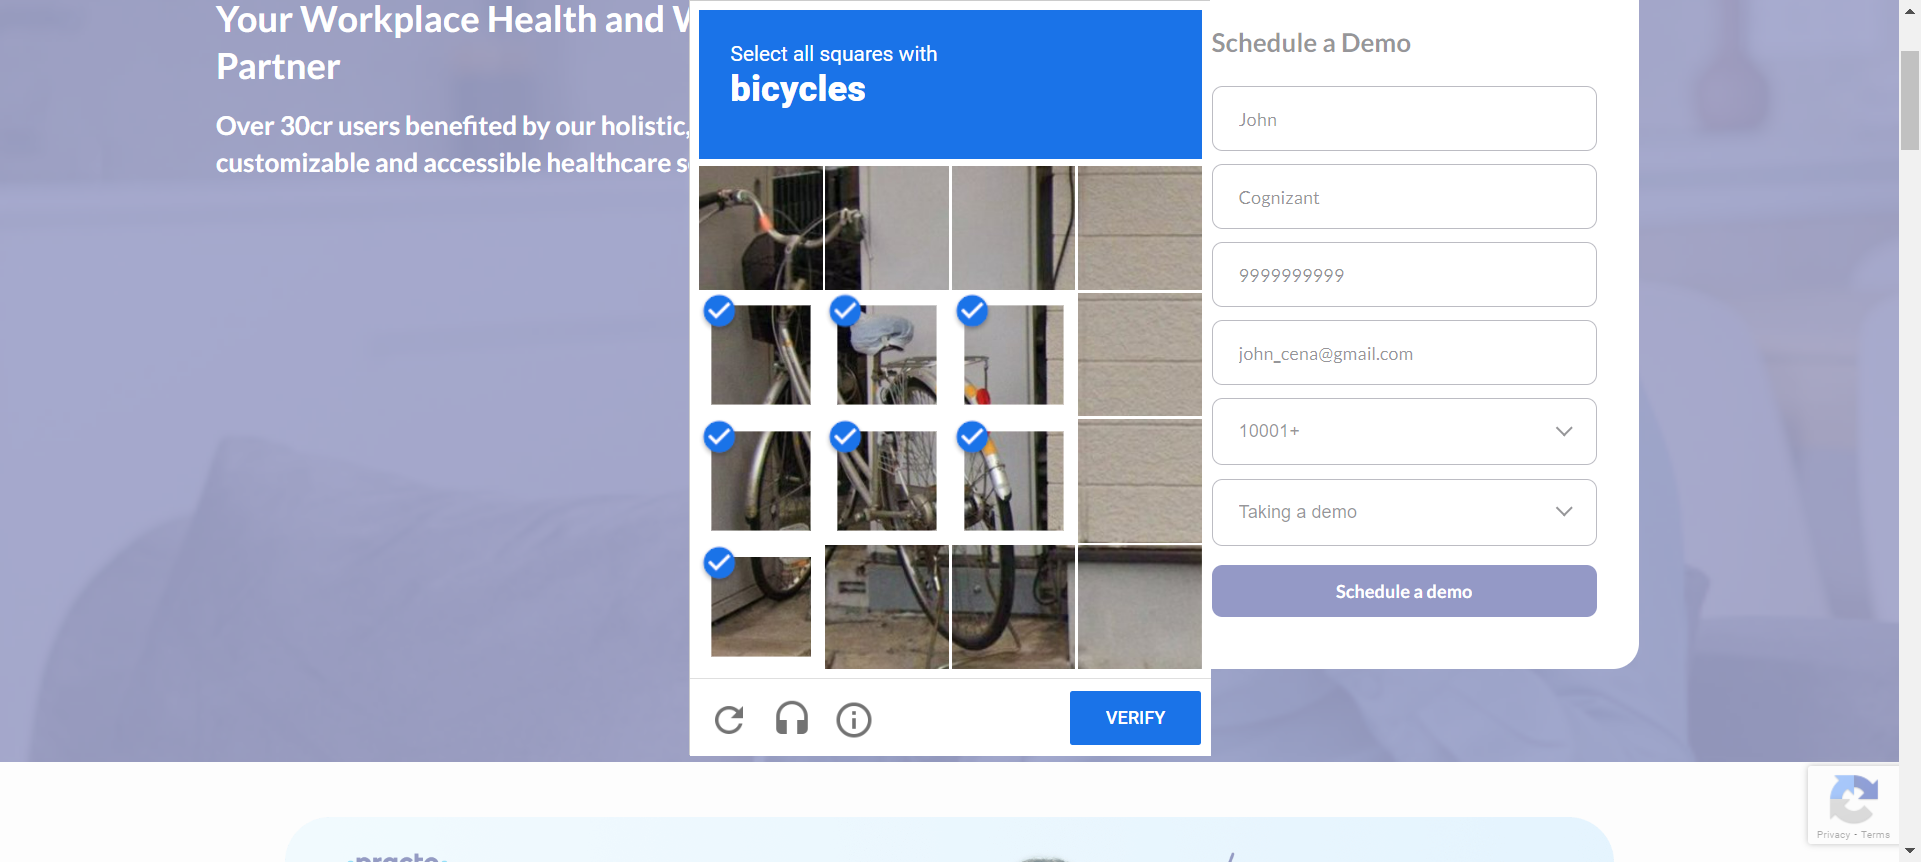 Your Workplace Health and W
Partner
Over 30cr users benefited by our holistic,
customizable and accessible healthcare s
Select all squares with
bicycles
VERIFY
Schedule a Demo
John
Cognizant
9999999999
john_cena@gmail.com
10001+
Taking a demo
Schedule a demo
Privacy - Terms
practo